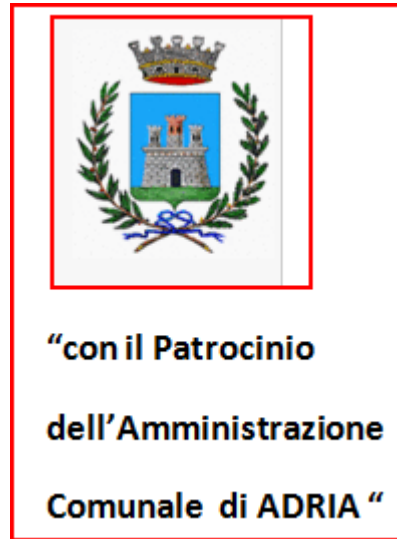 “con il Patrocinio
dell’Amministrazione
Comunale di ADRIA “